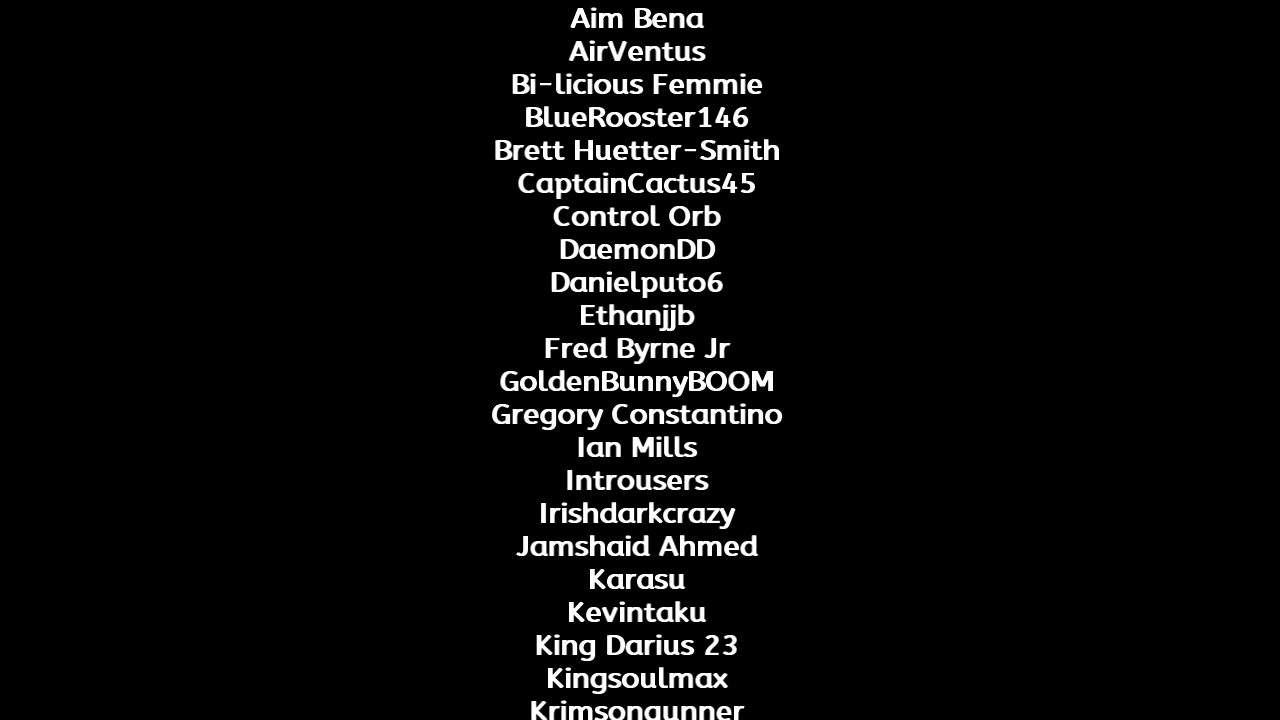 Aim Bena
AirVentus
Bi-licious Femmie
BlueRooster146
Brett Huetter-Smith
CaptainCactus45
Control Orb
DaemonDD
Danielputo6
Ethanjjb
Fred Byrne Jr
GoldenBunnyBOOM
Gregory Constantino
Ian Mills
Introusers
Irishdarkcrazy
Jamshaid Ahmed
Karasu
Kevintaku
King Darius 23
Kingsoulmax
Krimsongunner